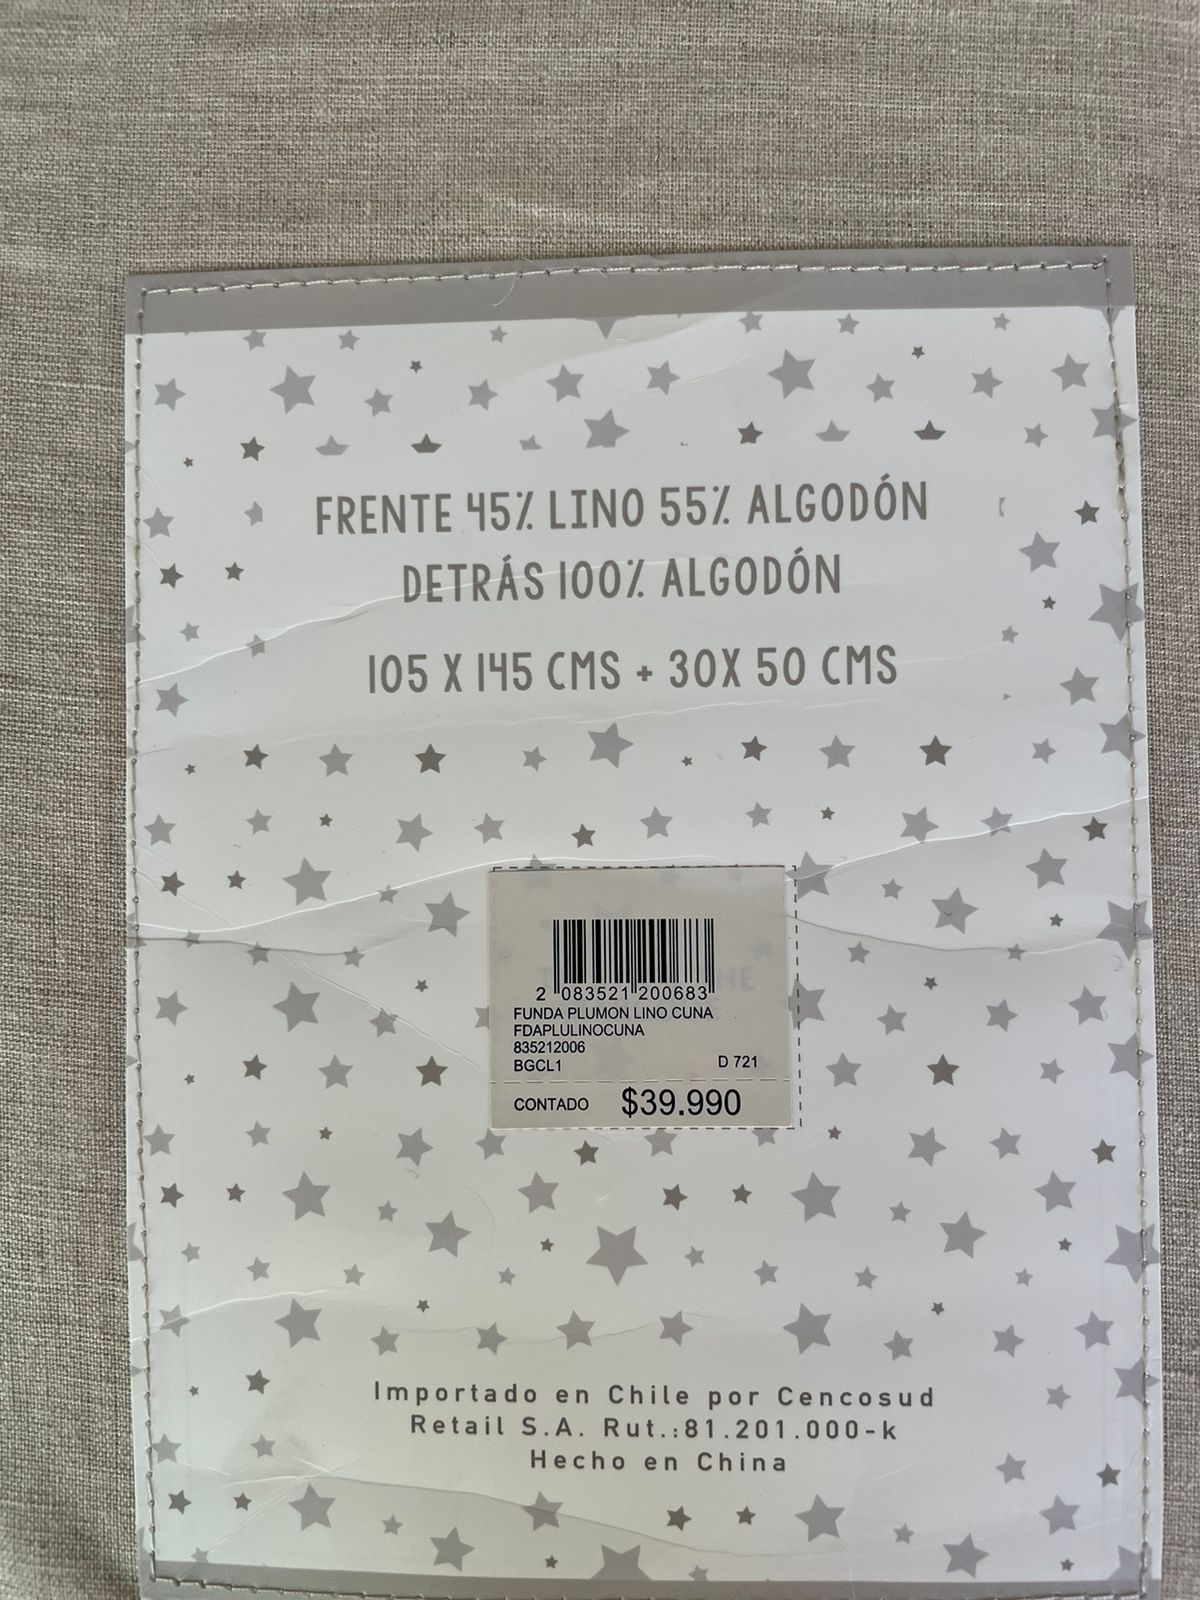 FRENTE 45% LINO 55% ALGODÓN
DETRÁS 100% ALGODÓN
105 X 145 CMS + 30X 50 CMS
2 083521 200683
FUNDA PLUMON LINO CUNA
FDAPLULINOCUNA
835212006
BGCL1 D 721
CONTADO $39.990
Importado en Chile por Cencosud
Retail S.A. Rut.:81.201.000-k
Hecho en China